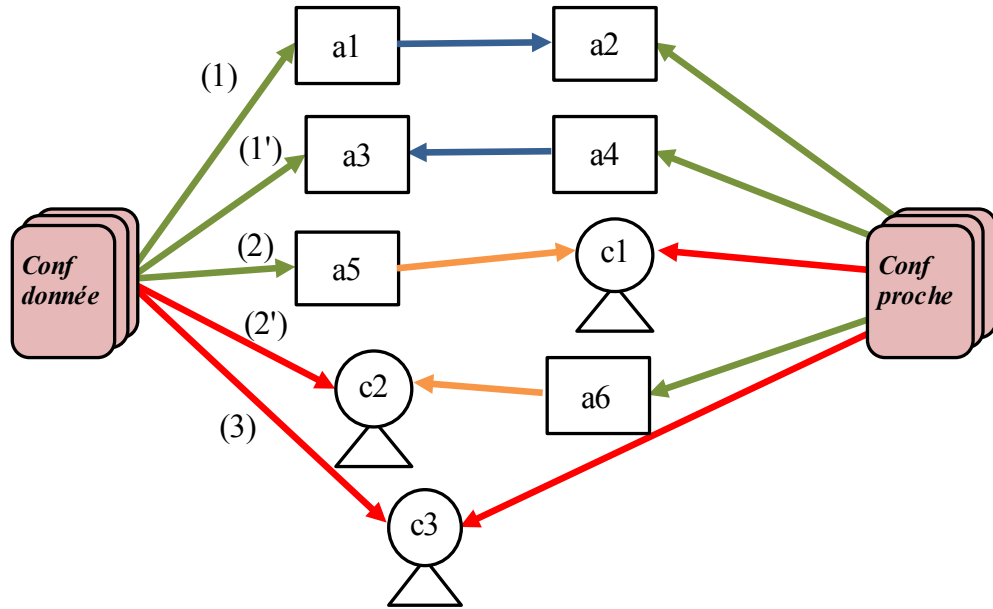 (1)
a1
a2
(1')
a3
a4
Conf
donnée
(2)
a5
c1
Conf
proche
(2')
c2
a6
(3)
c3